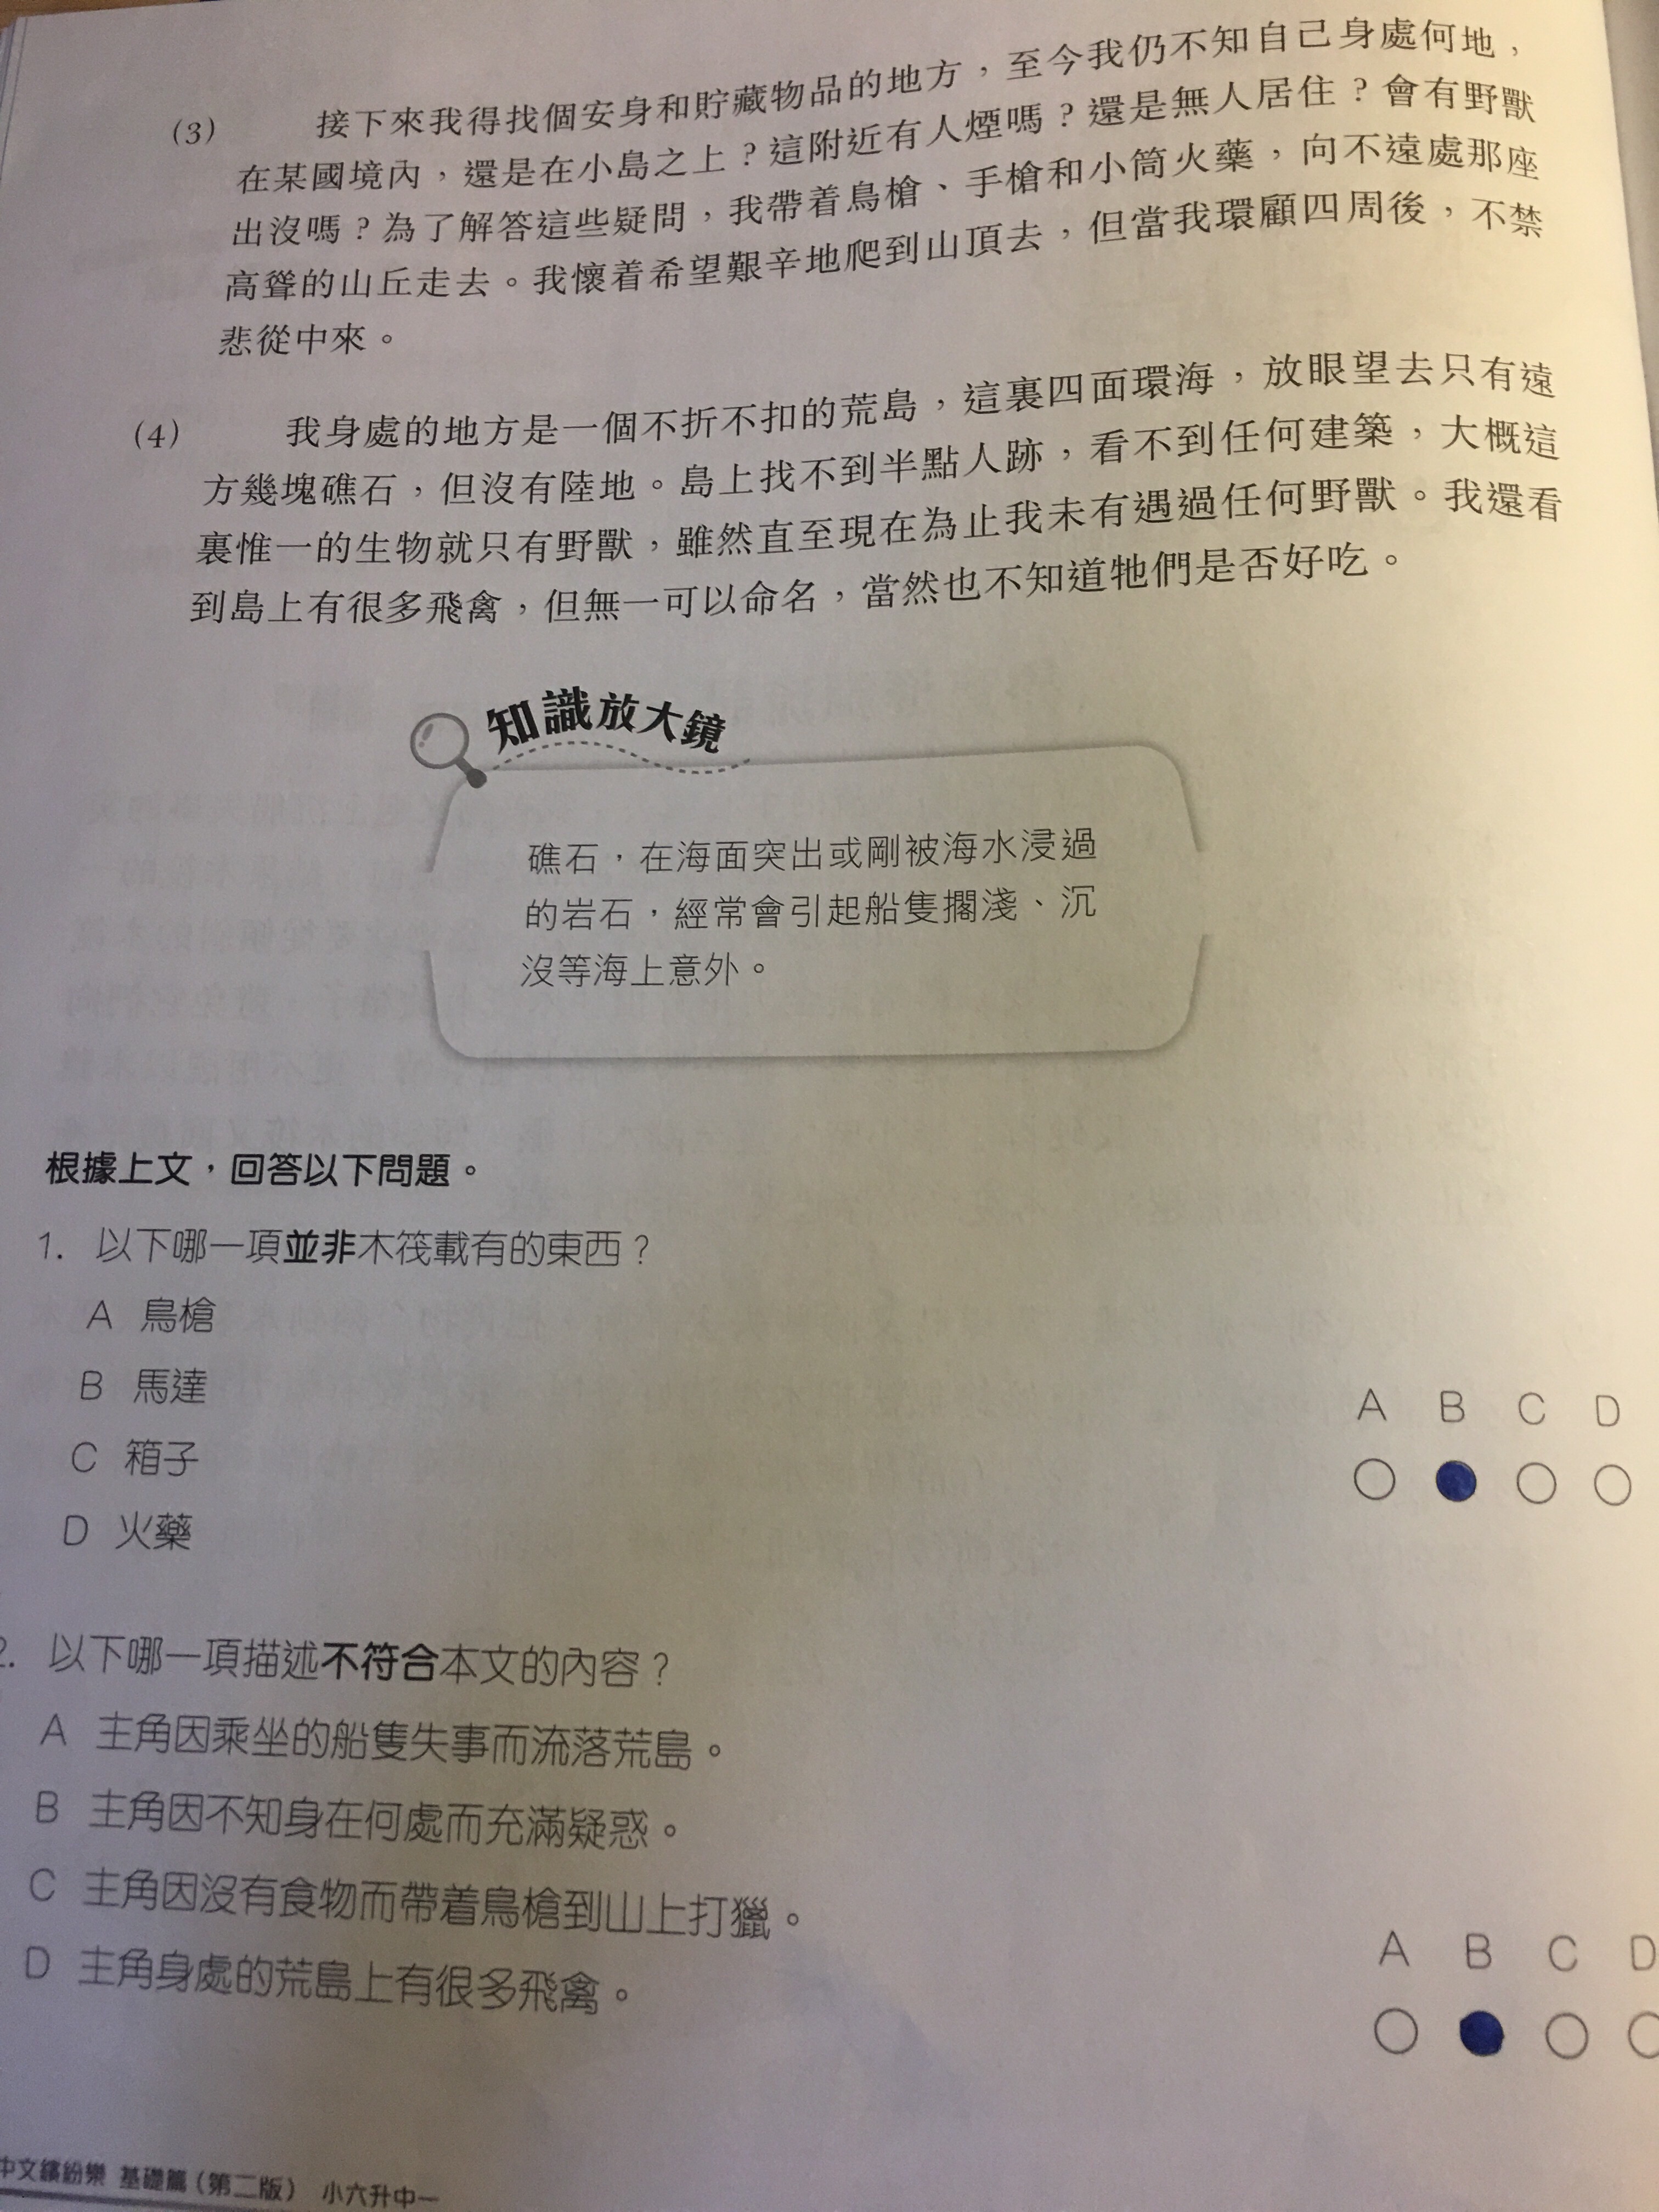 (3) 接下來我得找個安身和貯藏物品的地方，至今我仍不知自己身處何地，
在某國境內，還是在小島之上？這附近有人煙嗎？還是無人居住？會有野獸
出沒嗎？為了解答這些疑問，我帶着鳥槍、手槍和小筒火藥，向不遠處那座
高聳的山丘走去。我懷着希望艱辛地爬到山頂去，但當我環顧四周後，不禁
悲從中來。
(4) 我身處的地方是一個不折不扣的荒島，這裏四面環海，放眼望去只有遠
方幾塊礁石，但沒有陸地。島上找不到半點人跡，看不到任何建築，大概這
裏惟一的生物就只有野獸，雖然直至現在為止我未有遇過任何野獸。我還看
到島上有很多飛禽，但無一可以命名，當然也不知道牠們是否好吃。
知識放大鏡
礁石，在海面突出或剛被海水浸過
的岩石，經常會引起船隻擱淺、沉
沒等海上意外。
根據上文，回答以下問題。
1. 以下哪一項並非木筏載有的東西？
A 鳥槍
B 馬達
C 箱子
D 火藥
A B C D
2. 以下哪一項描述不符合本文的內容？
A 主角因乘坐的船隻失事而流落荒島。
B 主角因不知身在何處而充滿疑惑。
C 主角因沒有食物而帶着鳥槍到山上打獵。
D 主角身處的荒島上有很多飛禽。
A B C D
中文繽紛樂 基礎篇（第二版） 小六升中一